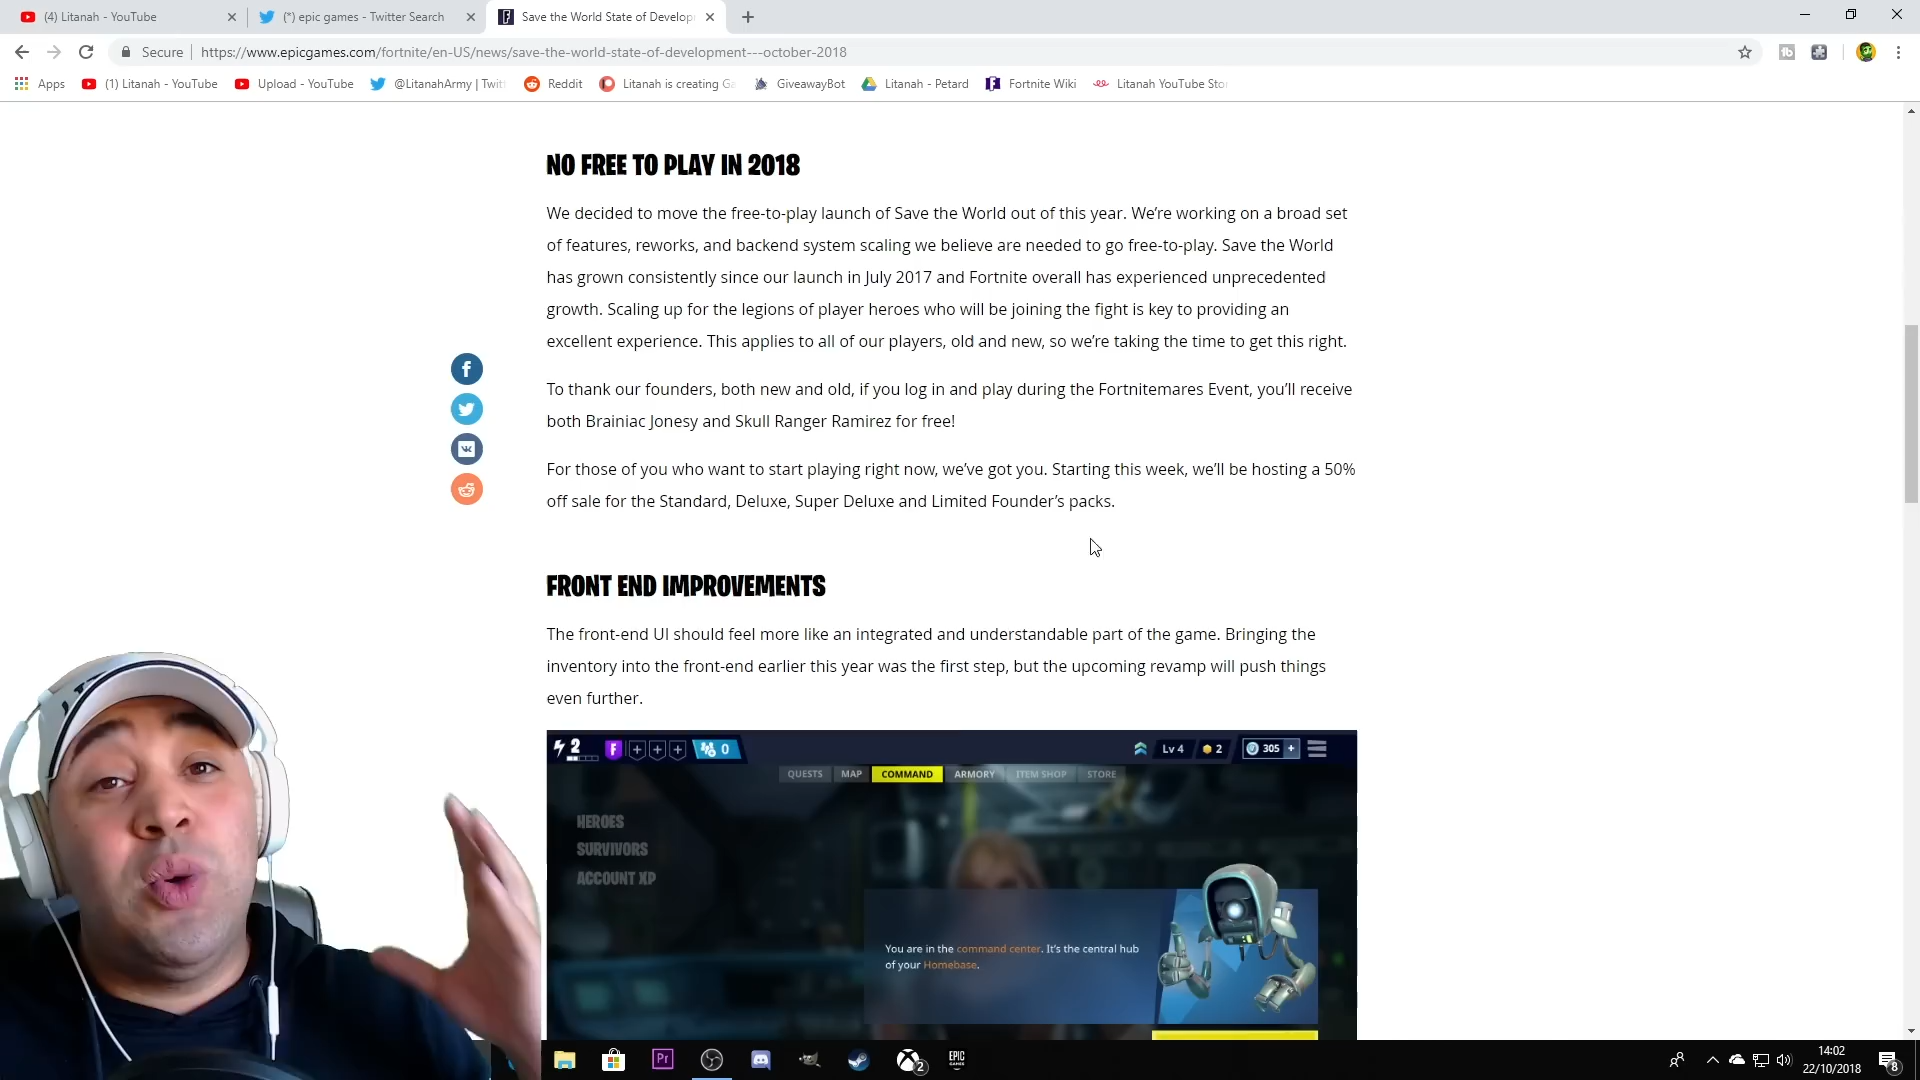 (4) Litanah - YouTube
(*) epic games - Twitter Search
Save the World State of Develop
Secure
https://www.epicgames.com/fortnite/en-US/news/save-the-world-state-of-development---october-2018
Apps
(1) Litanah - YouTube
Upload - YouTube
@LitanahArmy | Twitt
Reddit
Litanah is creating Ga
GiveawayBot
Litanah - Petard
Fortnite Wiki
Litanah YouTube Stor
NO FREE TO PLAY IN 2018
We decided to move the free-to-play launch of Save the World out of this year. We’re working on a broad set
of features, reworks, and backend system scaling we believe are needed to go free-to-play. Save the World
has grown consistently since our launch in July 2017 and Fortnite overall has experienced unprecedented
growth. Scaling up for the legions of player heroes who will be joining the fight is key to providing an
excellent experience. This applies to all of our players, old and new, so we’re taking the time to get this right.
To thank our founders, both new and old, if you log in and play during the Fortnitemares Event, you’ll receive
both Brainiac Jonesy and Skull Ranger Ramirez for free!
For those of you who want to start playing right now, we’ve got you. Starting this week, we’ll be hosting a 50%
off sale for the Standard, Deluxe, Super Deluxe and Limited Founder’s packs.
FRONT END IMPROVEMENTS
The front-end UI should feel more like an integrated and understandable part of the game. Bringing the
inventory into the front-end earlier this year was the first step, but the upcoming revamp will push things
even further.
2
F
0
Lv 4
2
305 +
QUESTS
MAP
COMMAND
ARMORY
ITEM SHOP
STORE
HEROES
SURVIVORS
ACCOUNT XP
You are in the command center. It's the central hub
of your Homebase.
Pr
2
EPIC
GAMES
14:02
22/10/2018
8